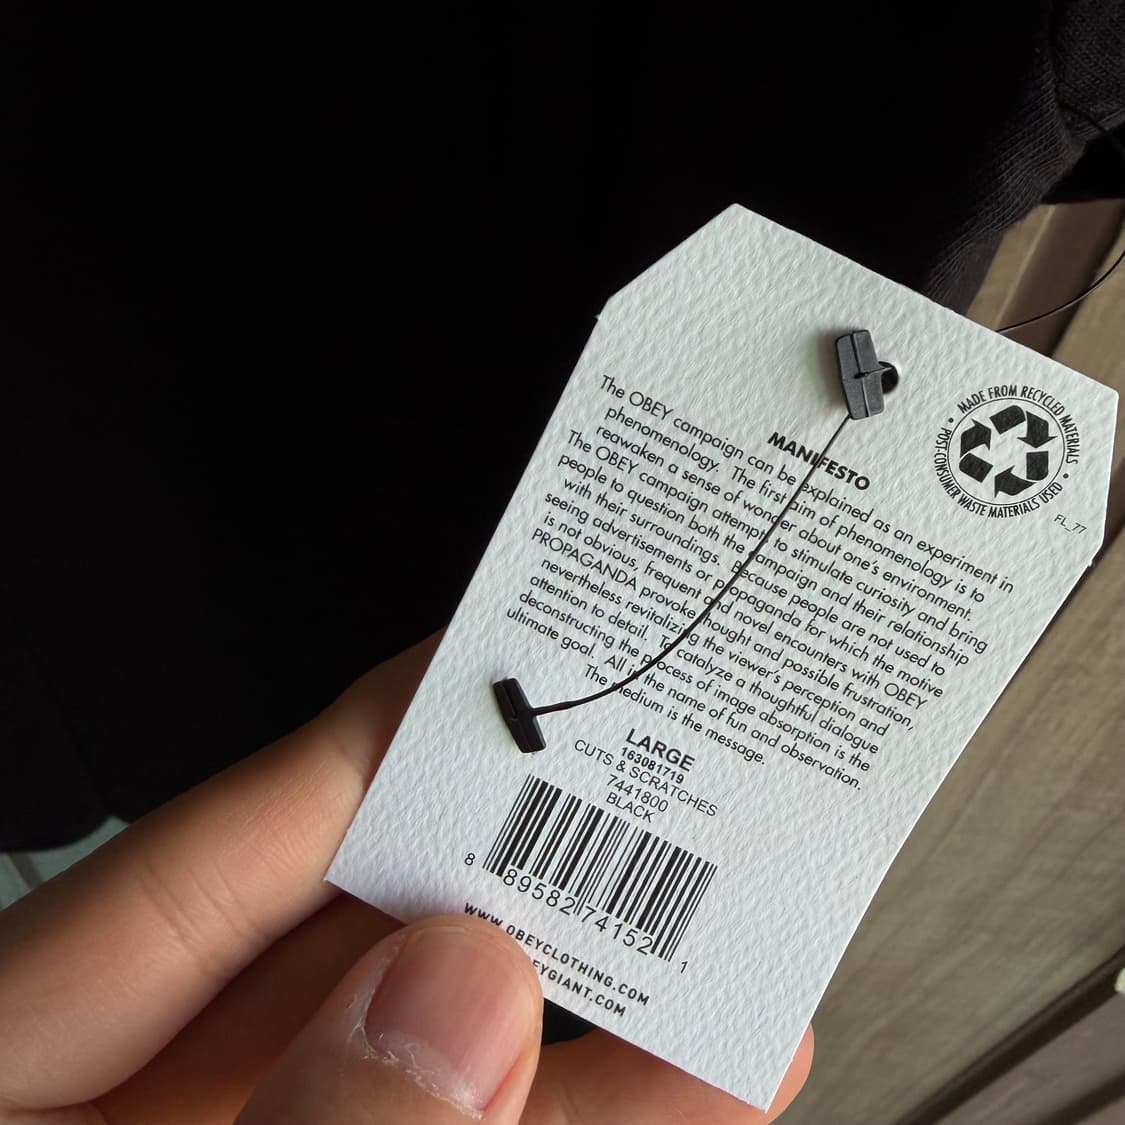 MADE FROM RECYCLED MATERIALS •
POST-CONSUMER WASTE MATERIALS USED •
FL_77
MANIFESTO
The OBEY campaign can be explained as an experiment in
phenomenology. The first aim of phenomenology is to
reawaken a sense of wonder about one's environment.
The OBEY campaign attempts to stimulate curiosity and bring
people to question both the campaign and their relationship
with their surroundings. Because people are not used to
seeing advertisements or propaganda for which the motive
is not obvious, frequent and novel encounters with OBEY
PROPAGANDA provoke thought and possible frustration,
nevertheless revitalizing the viewer's perception and
attention to detail. To catalyze a thoughtful dialogue
deconstructing the process of image absorption is the
ultimate goal. All in the name of fun and observation.
The medium is the message.
LARGE
163081719
CUTS & SCRATCHES
7441800
BLACK
8 89582 74152 1
WWW.OBEYCLOTHING.COM
EYGIANT.COM